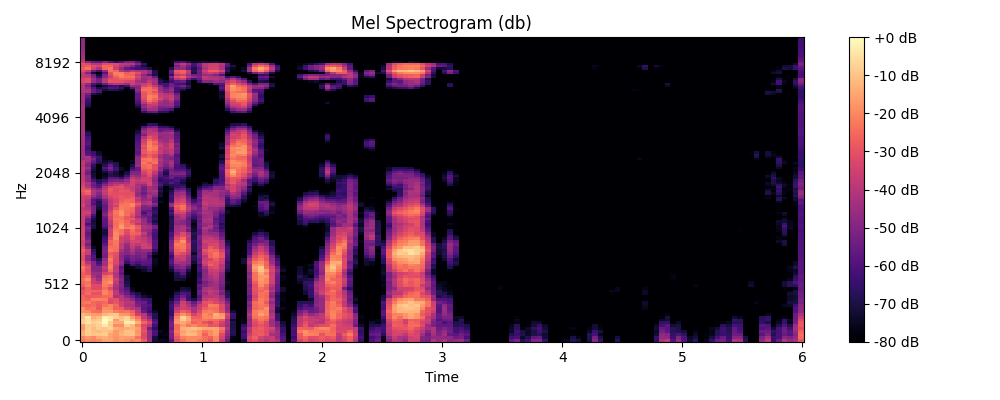 Mel Spectrogram (db)
Hz
8192
4096
2048
1024
512
0
0 1 2 3 4 5 6
Time
+0 dB
-10 dB
-20 dB
-30 dB
-40 dB
-50 dB
-60 dB
-70 dB
-80 dB